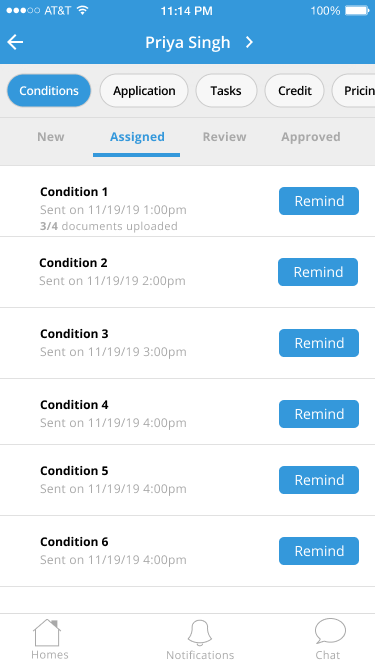 AT&T 11:14 PM 100%
Priya Singh
Conditions Application Tasks Credit Pricin
New Assigned Review Approved
Condition 1
Sent on 11/19/19 1:00pm
3/4 documents uploaded
Remind
Condition 2
Sent on 11/19/19 2:00pm
Remind
Condition 3
Sent on 11/19/19 3:00pm
Remind
Condition 4
Sent on 11/19/19 4:00pm
Remind
Condition 5
Sent on 11/19/19 4:00pm
Remind
Condition 6
Sent on 11/19/19 4:00pm
Remind
Homes Notifications Chat